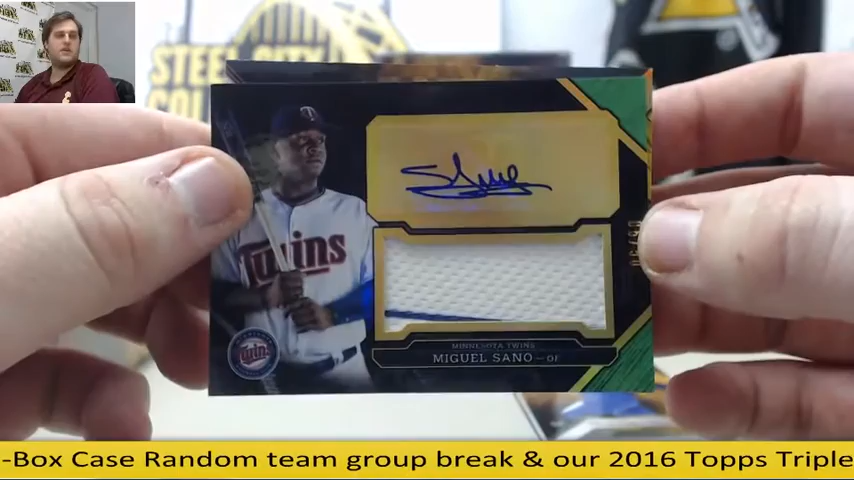 STEEL CITY
CO
Twins
Twins
MINNESOTA TWINS
MIGUEL SANO - OF
-Box Case Random team group break & our 2016 Topps Triple